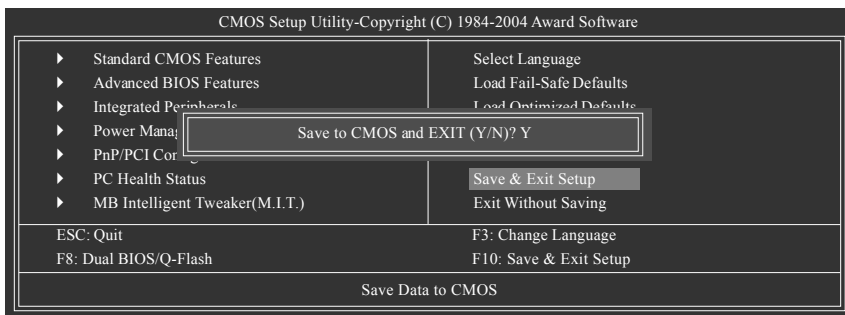 CMOS Setup Utility-Copyright (C) 1984-2004 Award Software
Standard CMOS Features
Advanced BIOS Features
Integrated Peripherals
Power Manag
PnP/PCI Config
PC Health Status
MB Intelligent Tweaker(M.I.T.)
Select Language
Load Fail-Safe Defaults
Load Optimized Defaults
Save & Exit Setup
Exit Without Saving
Save to CMOS and EXIT (Y/N)? Y
ESC: Quit
F3: Change Language
F8: Dual BIOS/Q-Flash
F10: Save & Exit Setup
Save Data to CMOS